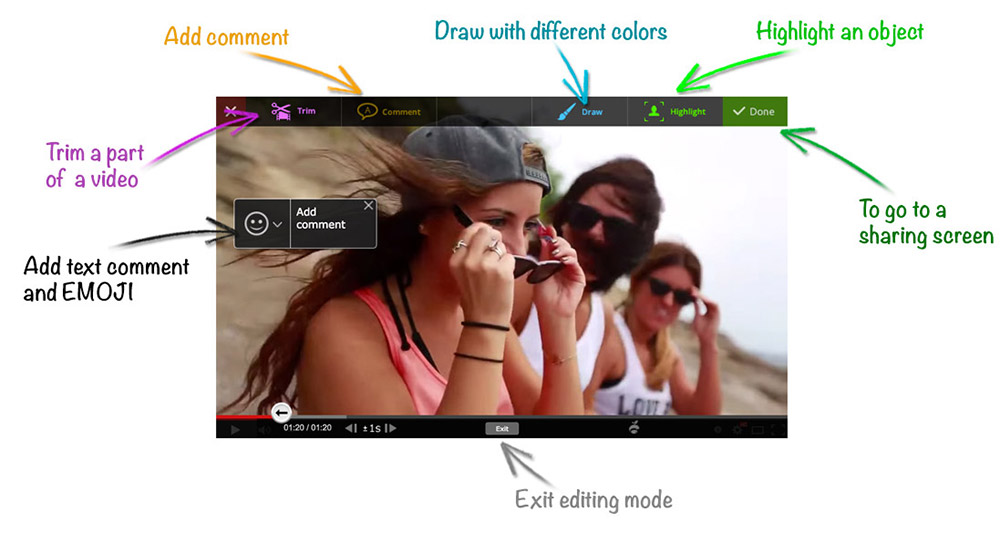 Add comment
Draw with different colors
Highlight an object
Trim
A
Comment
Draw
Highlight
Done
Trim a part
of a video
Add
comment
To go to a
sharing screen
Add text comment
and EMOJI
LOVE
01:20 / 01:20
±1s
Exit
Exit editing mode